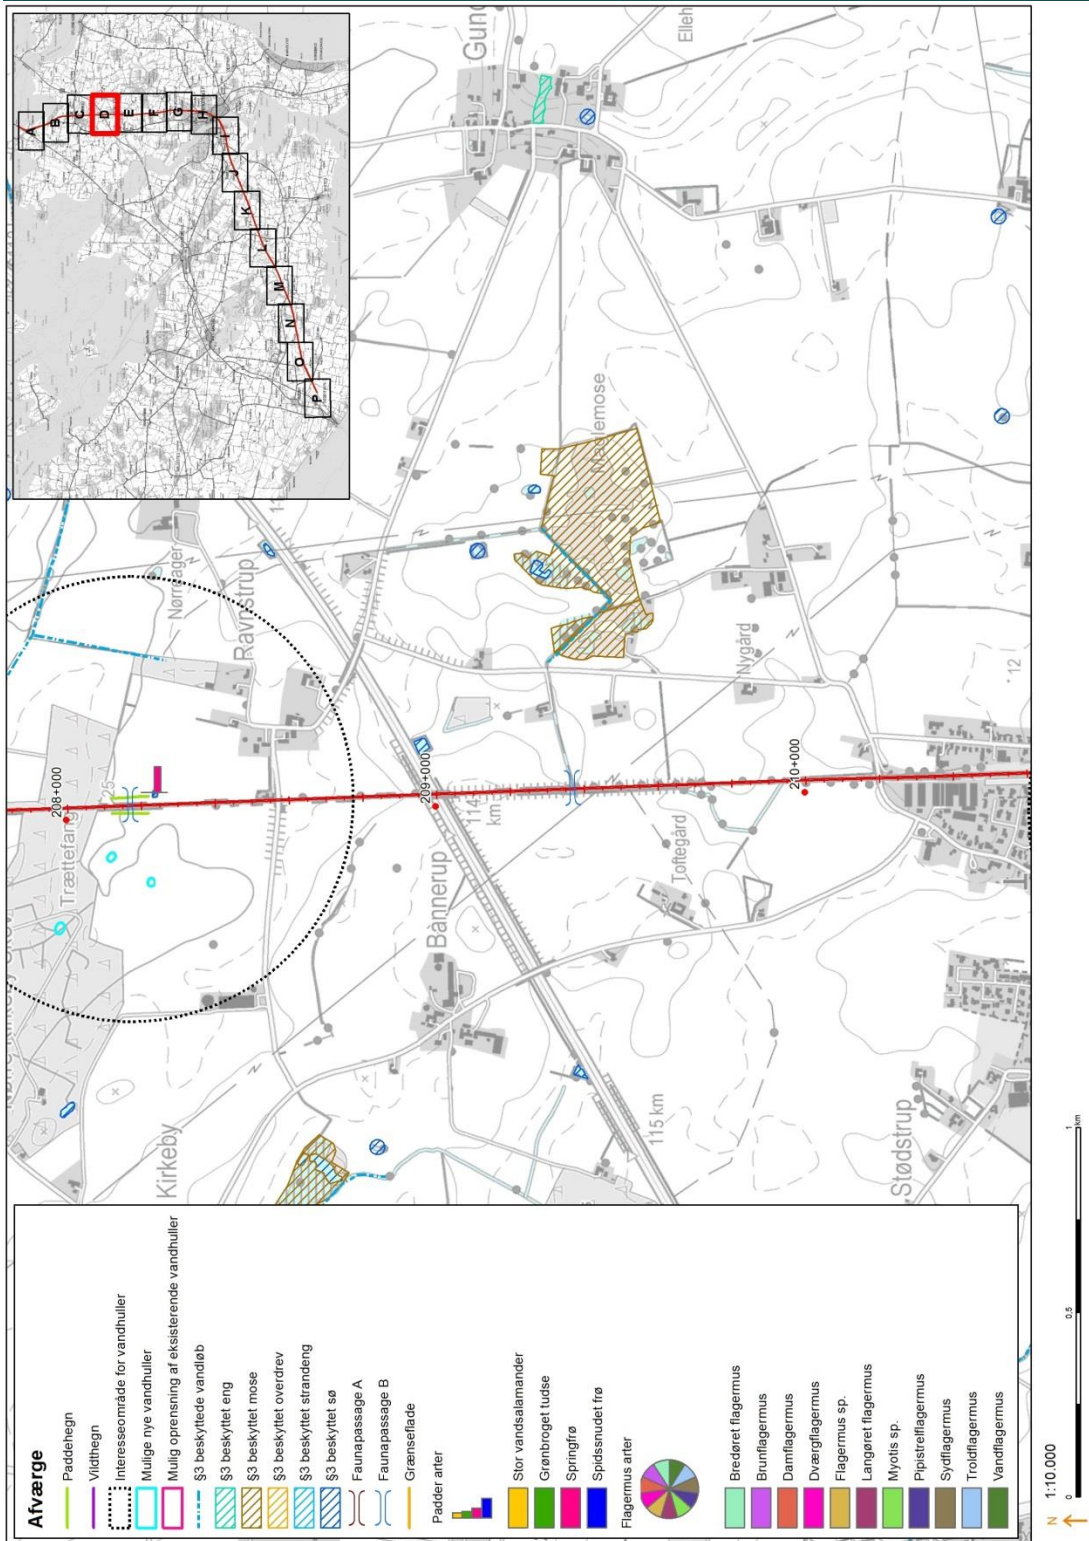 Afværge
Paddehegn
Vildthegn
Interesseområde for vandhuller
Mulige nye vandhuller
Mulig oprensning af eksisterende vandhuller
§3 beskyttede vandløb
§3 beskyttet eng
§3 beskyttet mose
§3 beskyttet overdrev
§3 beskyttet strandeng
§3 beskyttet sø
Faunapassage A
Faunapassage B
Grænseflade
Padder arter
Stor vandsalamander
Grønbroget tudse
Springfrø
Spidssnudet frø
Flagermus arter
Bredøret flagermus
Brunflagermus
Damflagermus
Dværgflagermus
Flagermus sp.
Langøret flagermus
Myotis sp.
Pipistrelflagermus
Sydflagermus
Troldflagermus
Vandflagermus
N
1:10.000
0
0,5
1
km
Kirkeby
Trættefang
25
208+000
Nørreager
Ravnstrup
Bannerup
209+000
114
km
115 km
Toftegård
Stødstrup
210+000
Nygård
12
Maglemose
Gund
Elleh
A
B
C
D
E
F
G
H
I
J
K
L
M
N
O
P